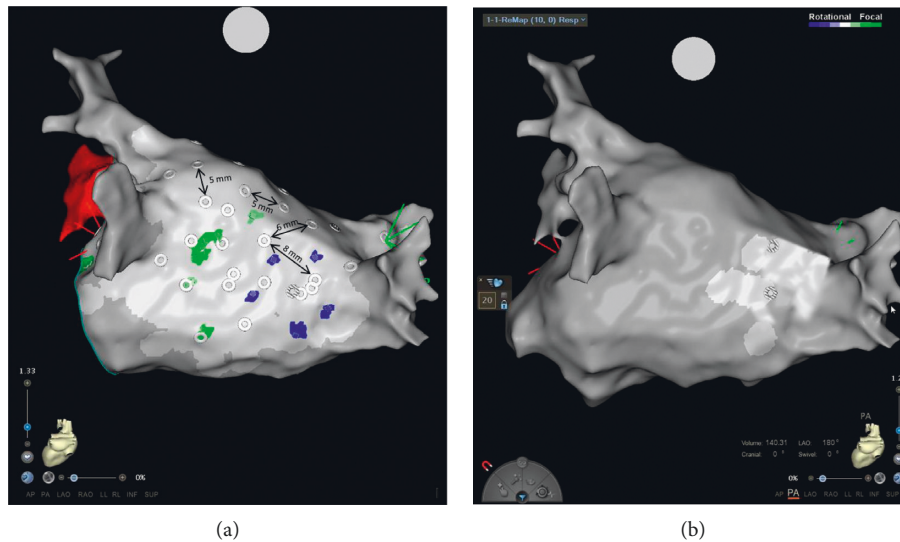 5 mm
5 mm
6 mm
8 mm
1.33
0%
AP PA LAO RAO LL RL INF SUP
(a)
1-1-ReMap (10, 0) Resp
Rotational Focal
20
PA
Volume: 140.31 LAO 180°
Cranial: 0° Swivel: 0°
0%
AP PA LAO RAO LL RL INF SUP
(b)